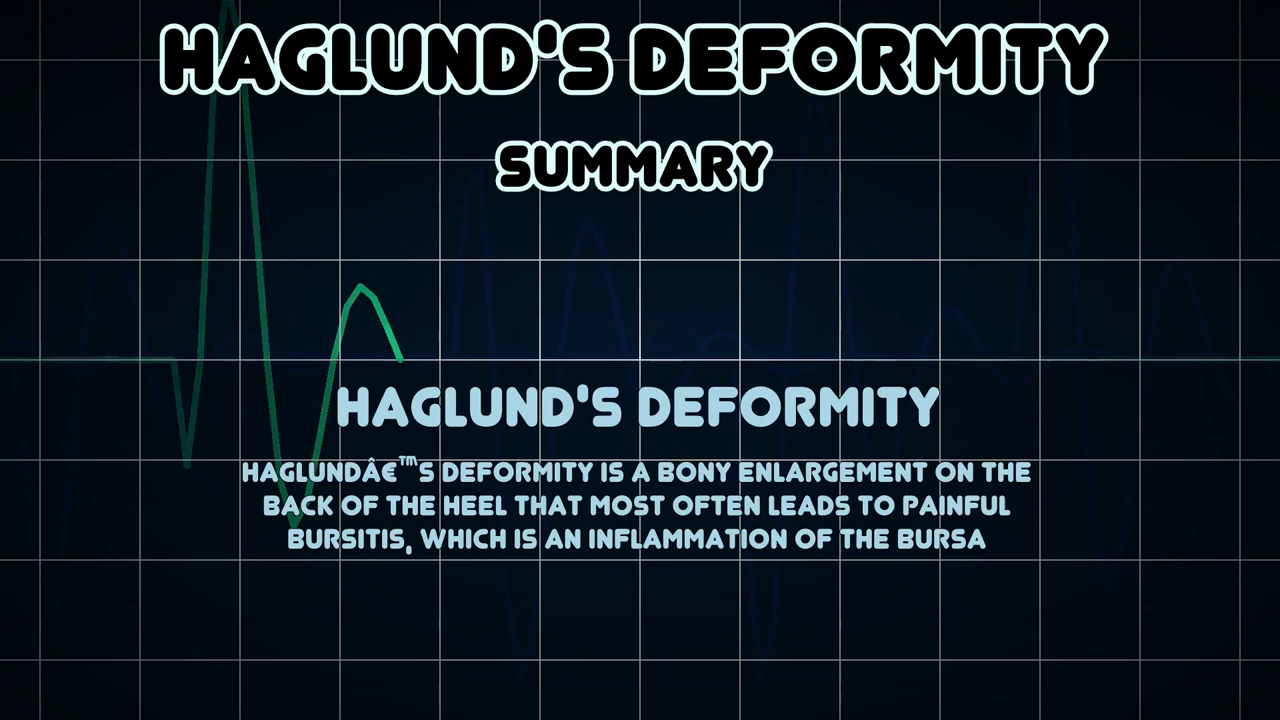 HAGLUND'S DEFORMITY
SUMMARY
HAGLUND'S DEFORMITY
HAGLUNDÂ€™S DEFORMITY IS A BONY ENLARGEMENT ON THE
BACK OF THE HEEL THAT MOST OFTEN LEADS TO PAINFUL
BURSITIS, WHICH IS AN INFLAMMATION OF THE BURSA